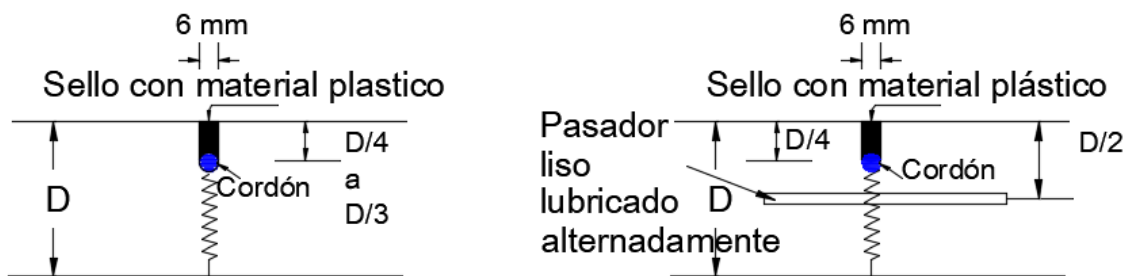 6 mm
Sello con material plastico
D/4
a
D/3
Cordón
D
6 mm
Sello con material plástico
Pasador
liso
lubricado
alternadamente
D/4
D/2
Cordón
D